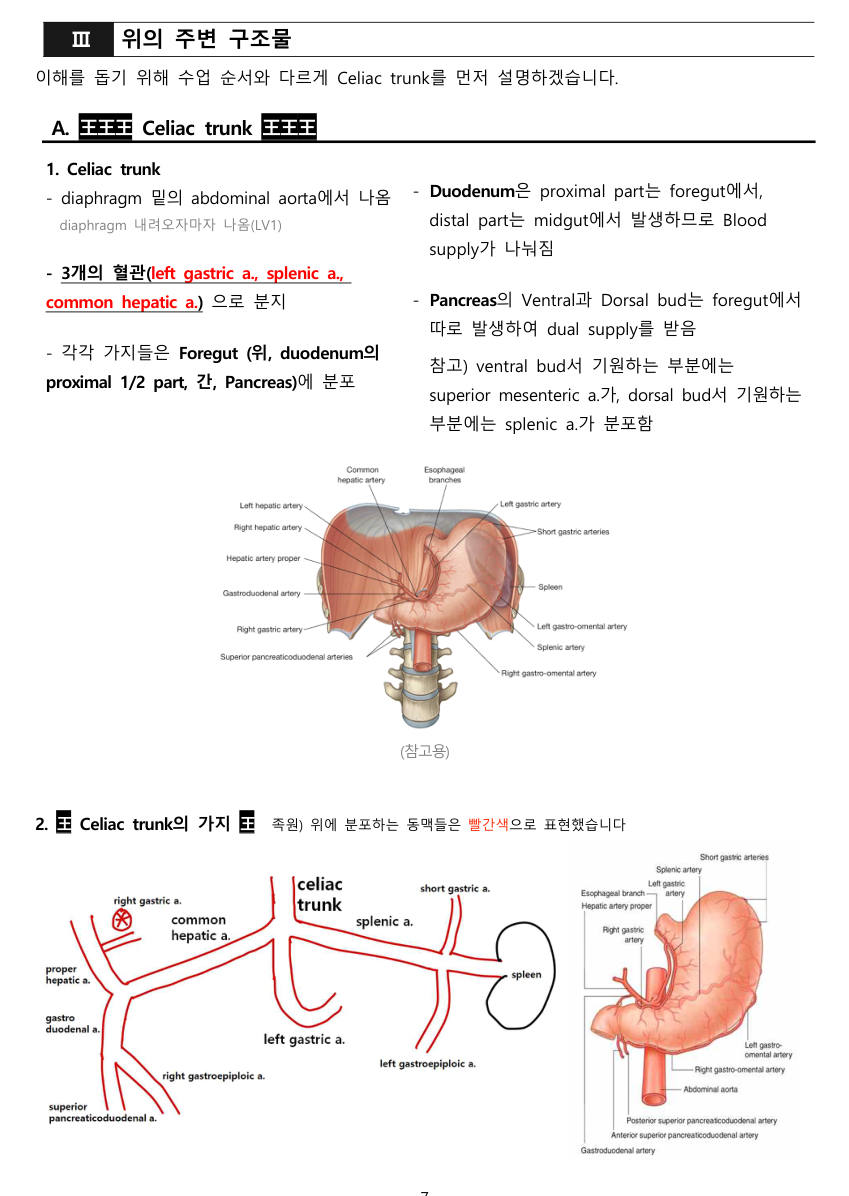 Ⅲ 위의 주변 구조물
이해를 돕기 위해 수업 순서와 다르게 Celiac trunk를 먼저 설명하겠습니다.
A. 王王王 Celiac trunk 王王王
1. Celiac trunk
- diaphragm 밑의 abdominal aorta에서 나옴
diaphragm 내려오자마자 나옴(LV1)
- 3개의 혈관(left gastric a., splenic a.,
common hepatic a.) 으로 분지
- 각각 가지들은 Foregut (위, duodenum의
proximal 1/2 part, 간, Pancreas)에 분포
- Duodenum은 proximal part는 foregut에서,
distal part는 midgut에서 발생하므로 Blood
supply가 나눠짐
- Pancreas의 Ventral과 Dorsal bud는 foregut에서
따로 발생하여 dual supply를 받음
참고) ventral bud서 기원하는 부분에는
superior mesenteric a.가, dorsal bud서 기원하는
부분에는 splenic a.가 분포함
Common
hepatic artery
Esophageal
branches
Left hepatic artery
Right hepatic artery
Hepatic artery proper
Gastroduodenal artery
Right gastric artery
Superior pancreaticoduodenal arteries
Left gastric artery
Short gastric arteries
Spleen
Left gastro-omental artery
Splenic artery
Right gastro-omental artery
(참고용)
2. 王 Celiac trunk의 가지 王 족원) 위에 분포하는 동맥들은 빨간색으로 표현했습니다
right gastric a.
common
hepatic a.
celiac
trunk
splenic a.
short gastric a.
proper
hepatic a.
spleen
gastro
duodenal a.
left gastric a.
left gastroepiploic a.
right gastroepiploic a.
superior
pancreaticoduodenal a.
Short gastric arteries
Splenic artery
Left gastric
artery
Esophageal branch
Hepatic artery proper
Right gastric
artery
Left gastro-
omental artery
Right gastro-omental artery
Abdominal aorta
Posterior superior pancreaticoduodenal artery
Anterior superior pancreaticoduodenal artery
Gastroduodenal artery